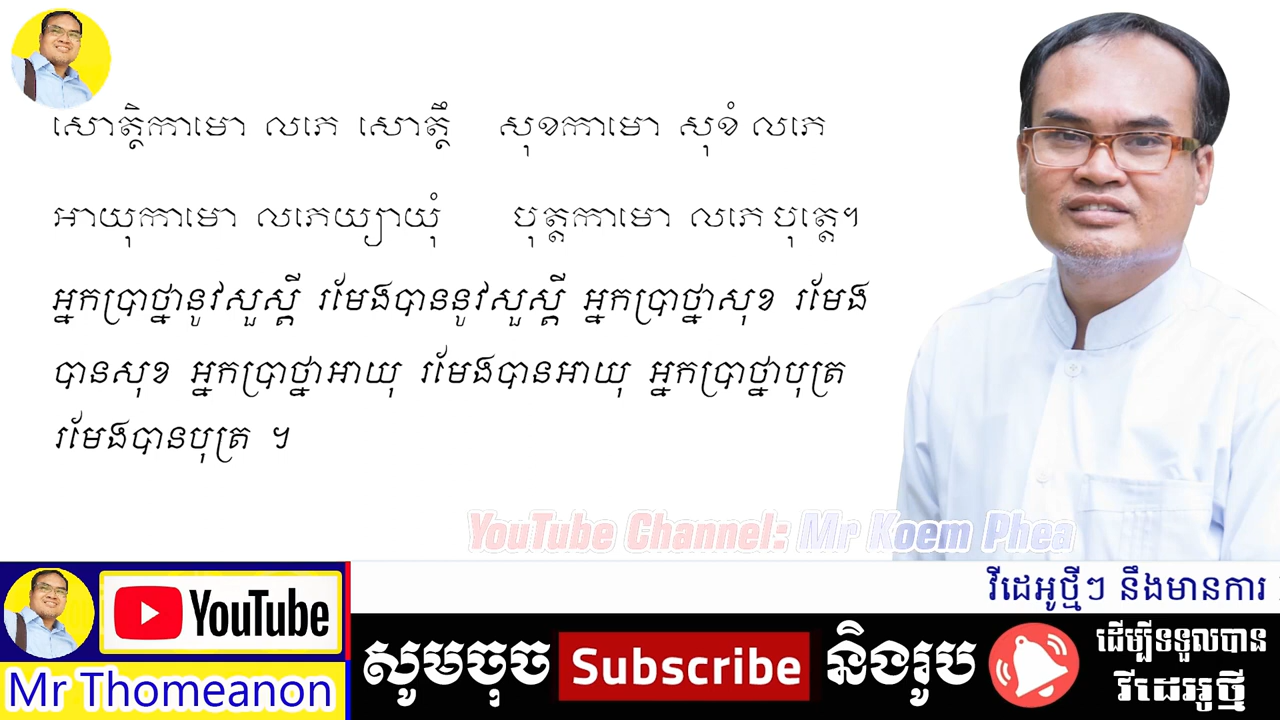 សោត្ថិកាមោ លភេ សោត្ថឹ សុខកាមោ សុខំ លភេ
អាយុកាមោ លភេយ្យាយុំ បុត្តកាមោ លភេ បុត្តេ។
អ្នកប្រាថ្នានូវសួស្តី រមែងបាននូវសួស្តី អ្នកប្រាថ្នាសុខ រមែង
បានសុខ អ្នកប្រាថ្នាអាយុ រមែងបានអាយុ អ្នកប្រាថ្នាបុត្រ
រមែងបានបុត្រ ។
YouTube Channel: Mr Koem Phea
វីដេអូថ្មីៗ នឹងមានការ
YouTube
Mr Thomeanon
សូមចុច Subscribe និងរូប
ដើម្បីទទួលបាន
វីដេអូថ្មី